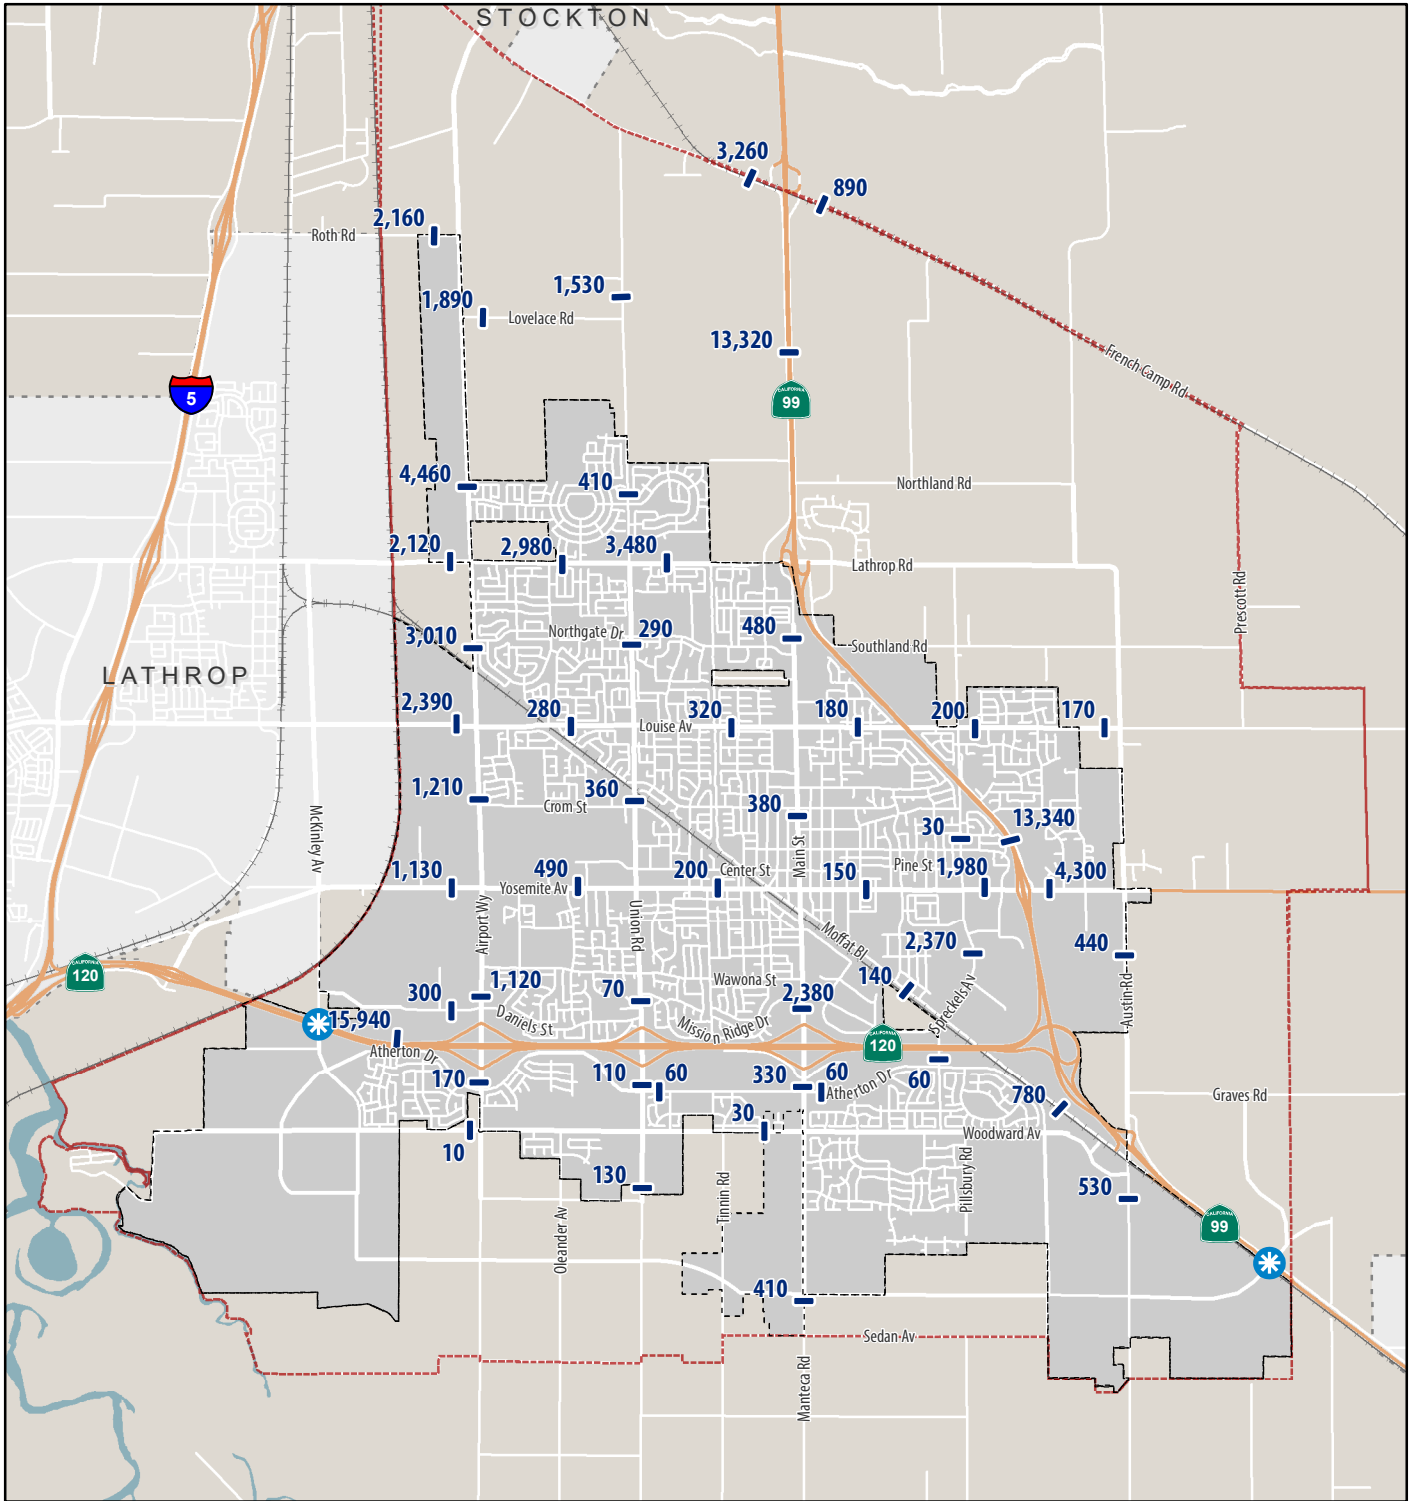 STOCKTON
3,260
890
2,160
Roth Rd
1,530
1,890
Lovelace Rd
13,320
French Camp Rd
5
CALIFORNIA
99
4,460
410
Northland Rd
2,120
2,980
3,480
Lathrop Rd
Prescott Rd
3,010
Northgate Dr
290
480
Southland Rd
LATHROP
2,390
280
Louise Av
320
180
200
170
1,210
Crom St
360
380
30
13,340
McKinley Av
Main St
1,130
490
Yosemite Av
200
Center St
150
Pine St
1,980
4,300
Airport Wy
Union Rd
Moffat Bl
2,370
440
CALIFORNIA
120
300
1,120
70
Wawona St
2,380
140
Spreckels Av
Austin Rd
15,940
Daniels St
Mission Ridge Dr
CALIFORNIA
120
Atherton Dr
170
110
60
330
60
Atherton Dr
60
780
Graves Rd
10
30
Woodward Av
130
Tinnin Rd
Pillsbury Rd
530
Oleander Av
CALIFORNIA
99
410
Sedan Av
Manteca Rd